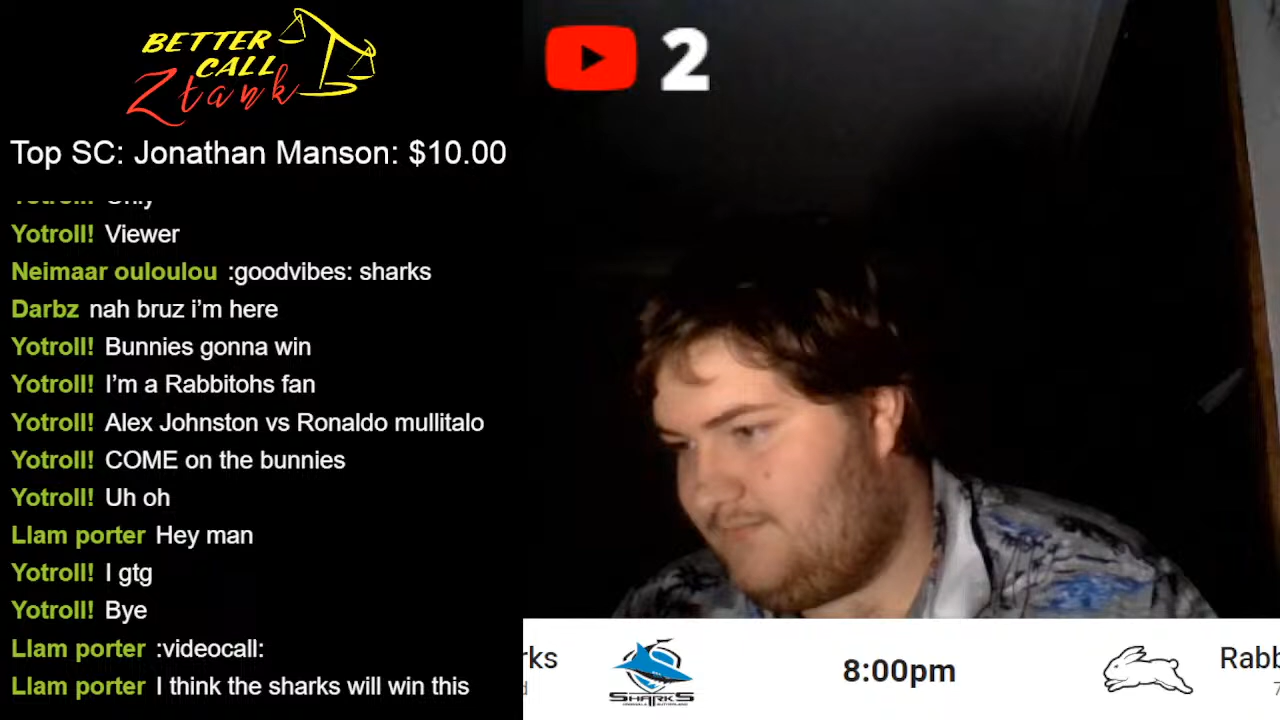 BETTER
CALL
Ztank
2
Top SC: Jonathan Manson: $10.00
Yotroll! Only
Yotroll! Viewer
Neimaar ouloulou :goodvibes: sharks
Darbz nah bruz i’m here
Yotroll! Bunnies gonna win
Yotroll! I’m a Rabbitohs fan
Yotroll! Alex Johnston vs Ronaldo mullitalo
Yotroll! COME on the bunnies
Yotroll! Uh oh
Llam porter Hey man
Yotroll! I gtg
Yotroll! Bye
Llam porter :videocall:
Llam porter I think the sharks will win this
rks
SHARKS
8:00pm
Rabb